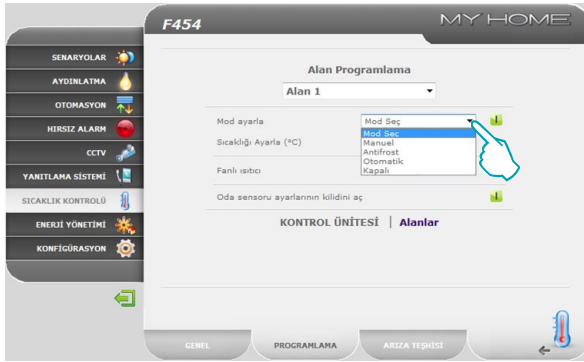 F454
MY HOME
SENARYOLAR
AYDINLATMA
OTOMASYON
HIRSIZ ALARM
CCTV
YANITLAMA SİSTEMİ
SICAKLIK KONTROLÜ
ENERJİ YÖNETİMİ
KONFİGÜRASYON
Alan Programlama
Alan 1
Mod ayarla
Mod Seç
Mod Seç
Manuel
Antifrost
Otomatik
Kapalı
Sıcaklığı Ayarla (°C)
Fanlı ısıtıcı
Oda sensoru ayarlarının kilidini aç
KONTROL ÜNİTESİ | Alanlar
GENEL
PROGRAMLAMA
ARIZA TEŞHİSİ